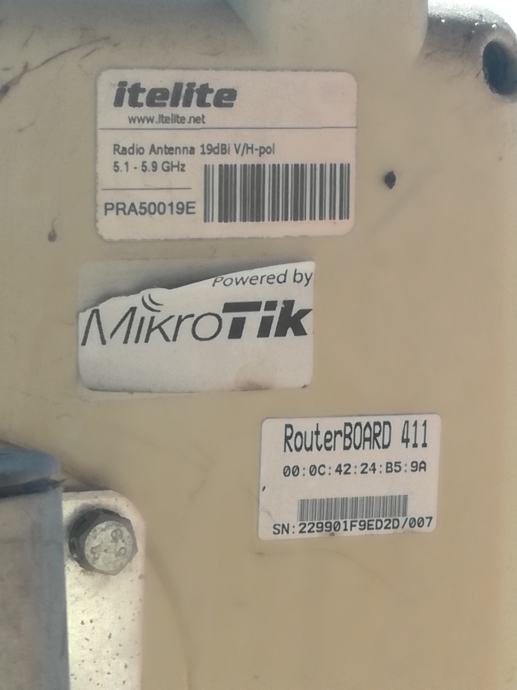 itelite
www.itelite.net
Radio Antenna 19dBi V/H-pol
5.1 - 5.9 GHz
PRA50019E
Powered by
MikroTik
RouterBOARD 411
00:0C:42:24:B5:9A
SN:229901F9ED2D/007